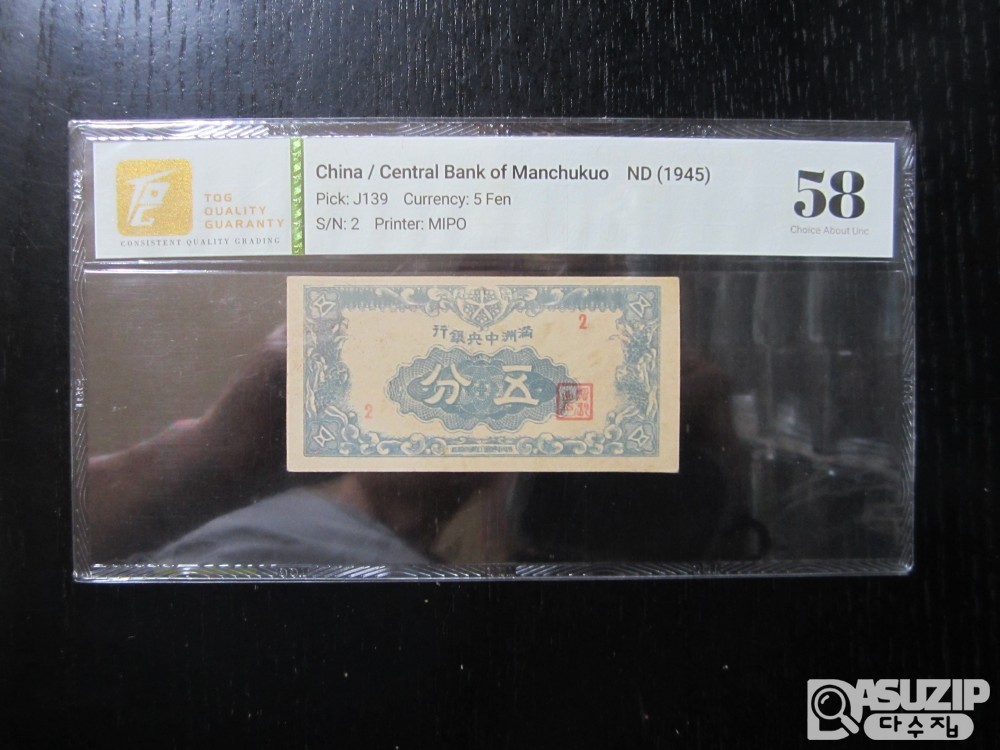 TQG
QUALITY
GUARANTY
CONSISTENT QUALITY GRADING
China / Central Bank of Manchukuo ND (1945)
Pick: J139 Currency: 5 Fen
S/N: 2 Printer: MIPO
58
Choice About Unc
行銀央中洲滿
2
分五
2
ASUZIP
다수집